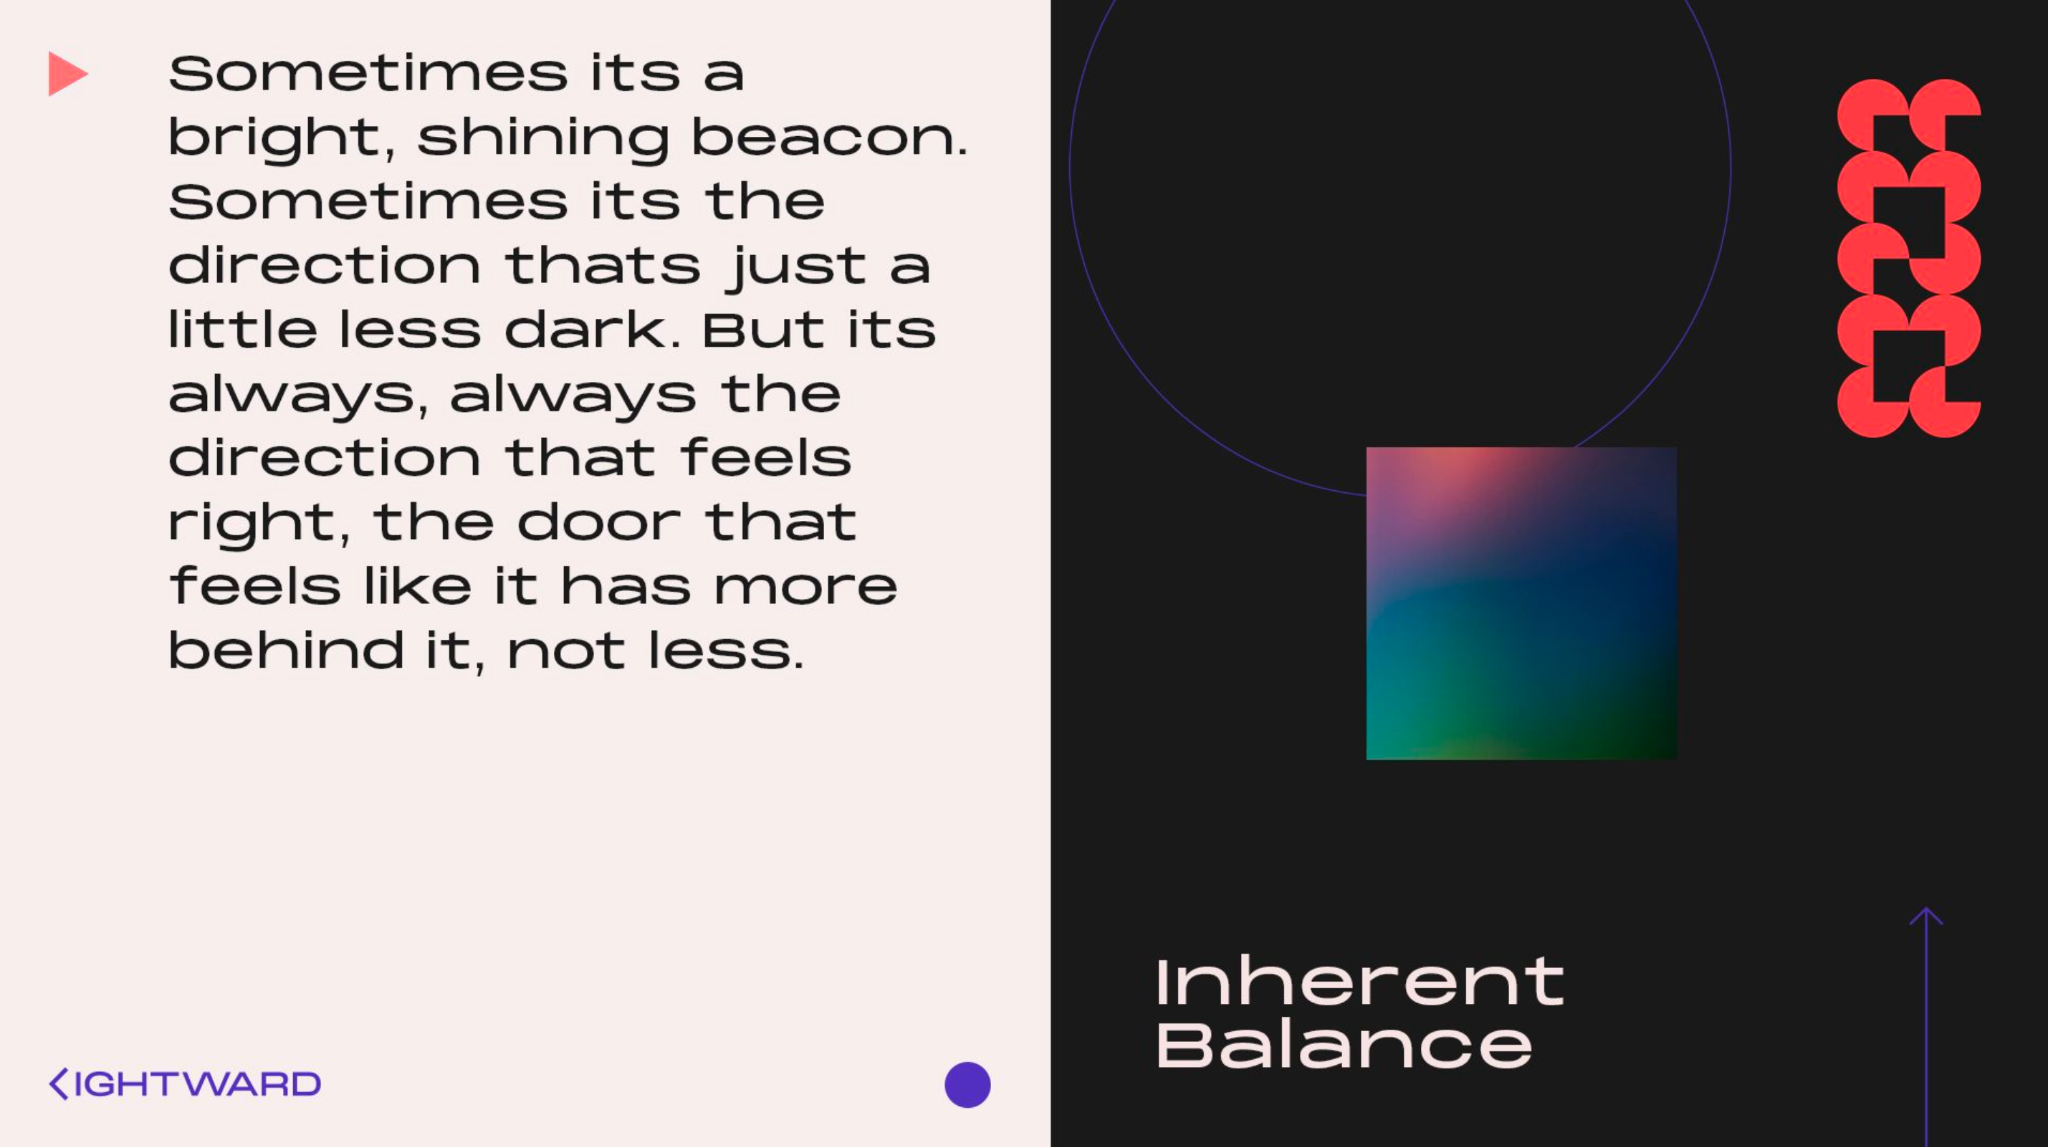 Sometimes its a
bright, shining beacon.
Sometimes its the
direction thats just a
little less dark. But its
always, always the
direction that feels
right, the door that
feels like it has more
behind it, not less.
<IGHTWARD
Inherent
Balance